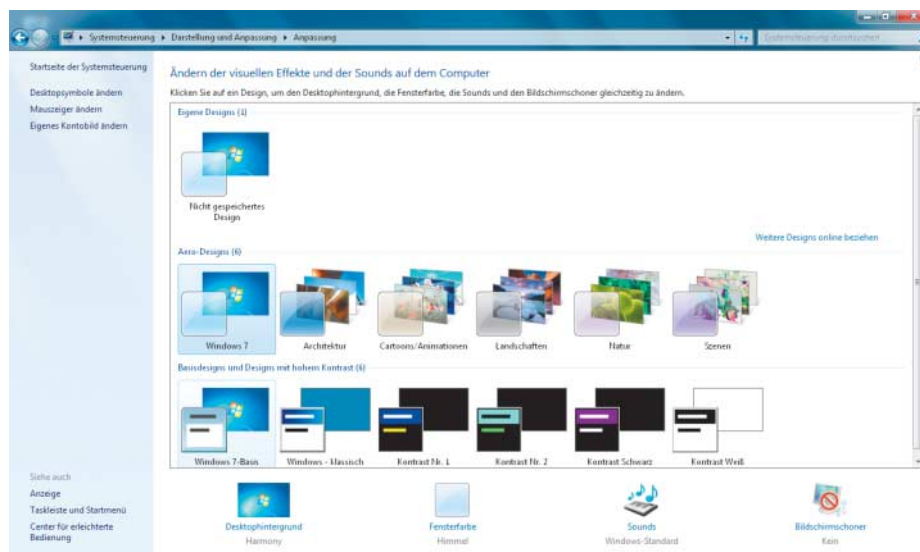 Systemsteuerung ▸ Darstellung und Anpassung ▸ Anpassung
Systemsteuerung durchsuchen
Startseite der Systemsteuerung
Desktopsymbole ändern
Mauszeiger ändern
Eigenes Kontobild ändern
Ändern der visuellen Effekte und der Sounds auf dem Computer
Klicken Sie auf ein Design, um den Desktophintergrund, die Fensterfarbe, die Sounds und den Bildschirmschoner gleichzeitig zu ändern.
Eigene Designs (1)
Nicht gespeichertes
Design
Weitere Designs online beziehen
Aero-Designs (6)
Windows 7
Architektur
Cartoons/Animationen
Landschaften
Natur
Szenen
Basisdesigns und Designs mit hohem Kontrast (6)
Windows 7-Basis
Windows - klassisch
Kontrast Nr. 1
Kontrast Nr. 2
Kontrast Schwarz
Kontrast Weiß
Siehe auch
Anzeige
Taskleiste und Startmenü
Center für erleichterte
Bedienung
Desktophintergrund
Harmony
Fensterfarbe
Himmel
Sounds
Windows-Standard
Bildschirmschoner
Kein